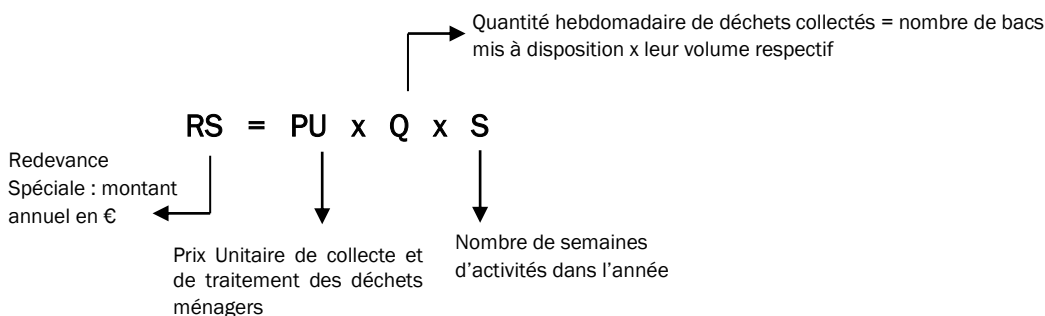 Quantité hebdomadaire de déchets collectés = nombre de bacs
mis à disposition x leur volume respectif
RS = PU x Q x S
Redevance
Spéciale : montant
annuel en €
Prix Unitaire de collecte et
de traitement des déchets
ménagers
Nombre de semaines
d'activités dans l'année